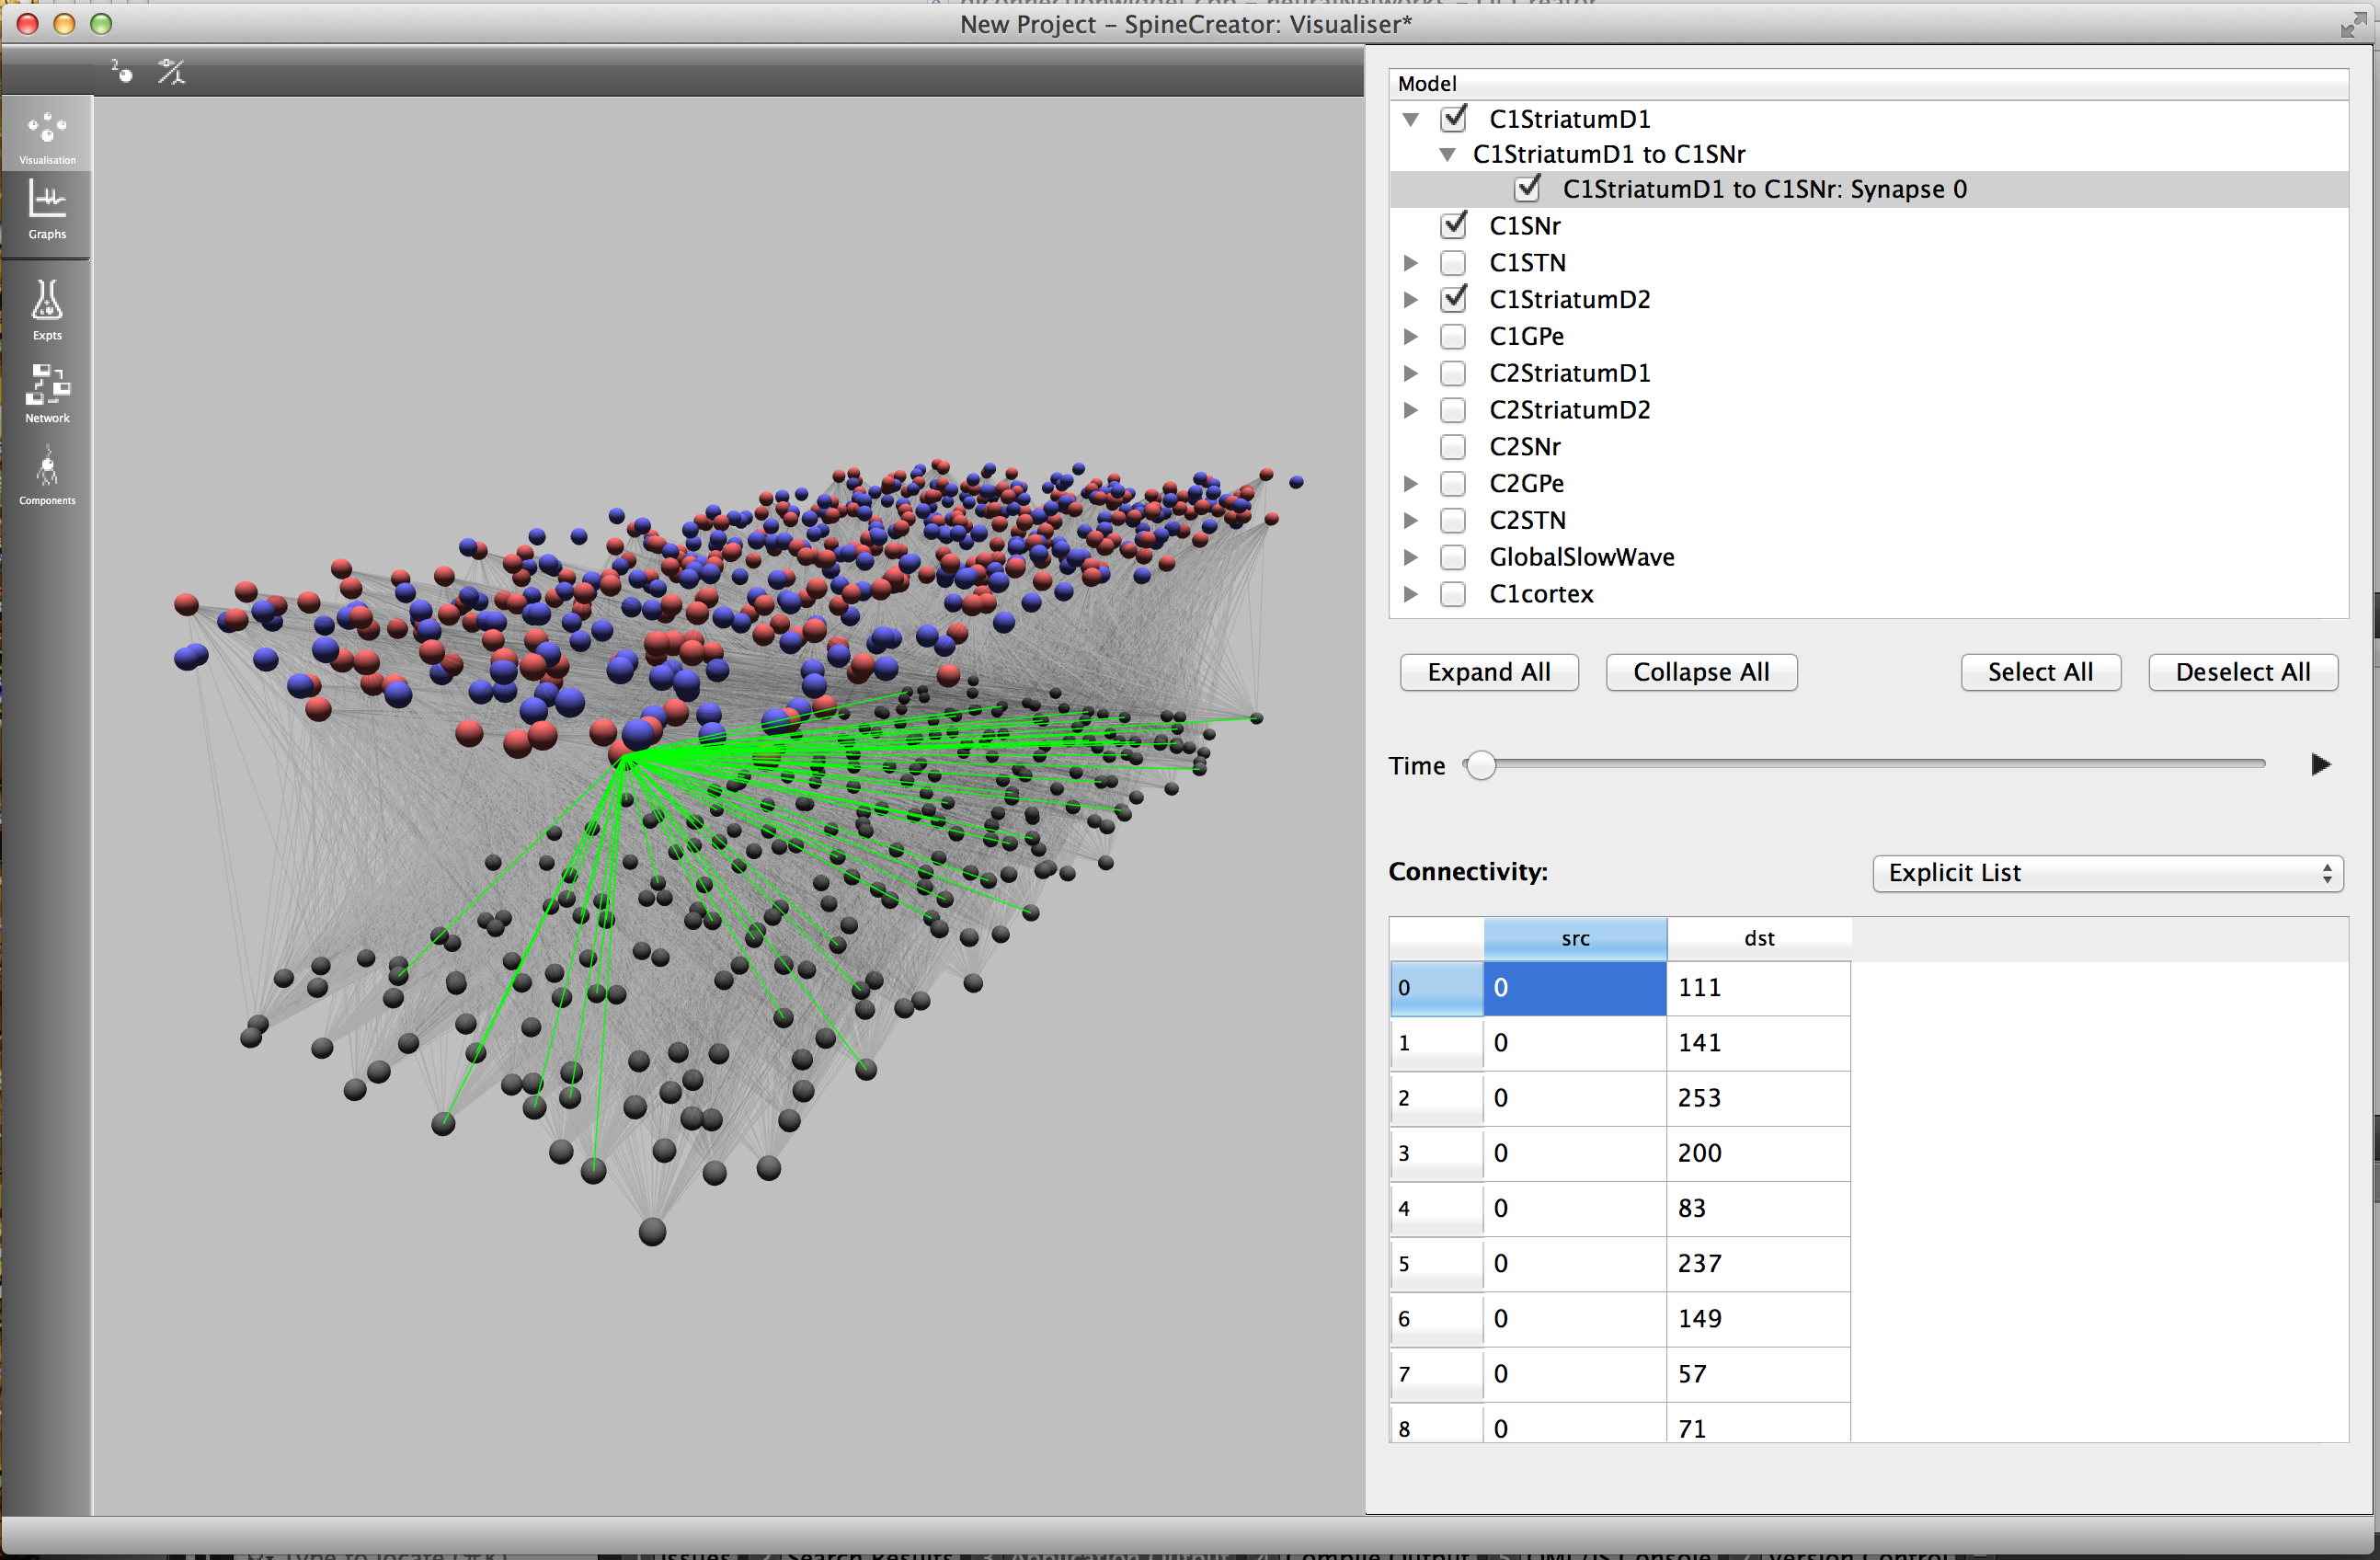 New Project – SpineCreator: Visualiser*
2
Visualisation
Graphs
Expts
Network
Components
Model
C1StriatumD1
C1StriatumD1 to C1SNr
C1StriatumD1 to C1SNr: Synapse 0
C1SNr
C1STN
C1StriatumD2
C1GPe
C2StriatumD1
C2StriatumD2
C2SNr
C2GPe
C2STN
GlobalSlowWave
C1cortex
Expand All Collapse All Select All Deselect All
Time
Connectivity: Explicit List
src dst
0 0 111
1 0 141
2 0 253
3 0 200
4 0 83
5 0 237
6 0 149
7 0 57
8 0 71